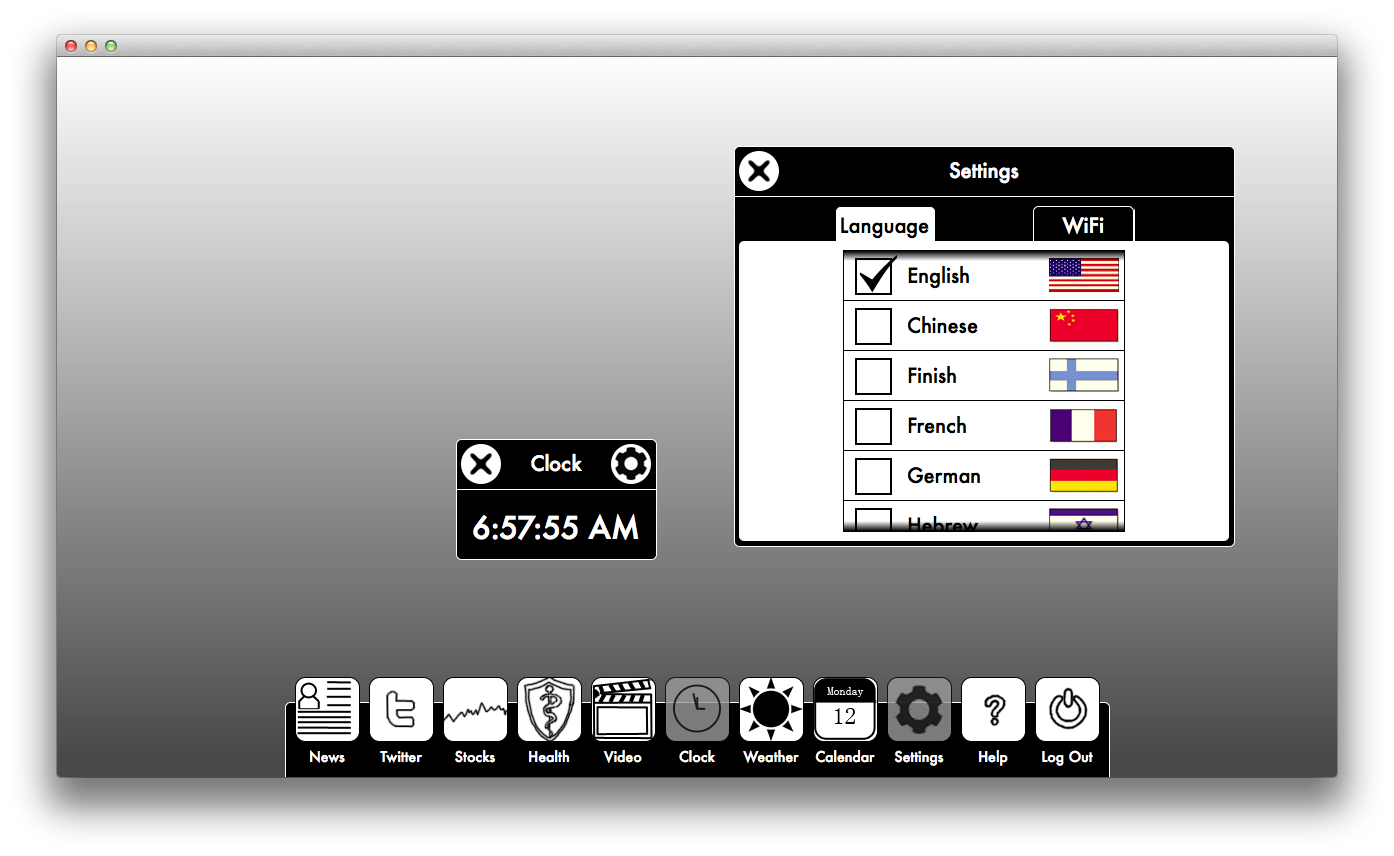 Settings
Language
WiFi
English
Chinese
Finish
French
German
Hebrew
Clock
6:57:55 AM
Monday
12
News
Twitter
Stocks
Health
Video
Clock
Weather
Calendar
Settings
Help
Log Out